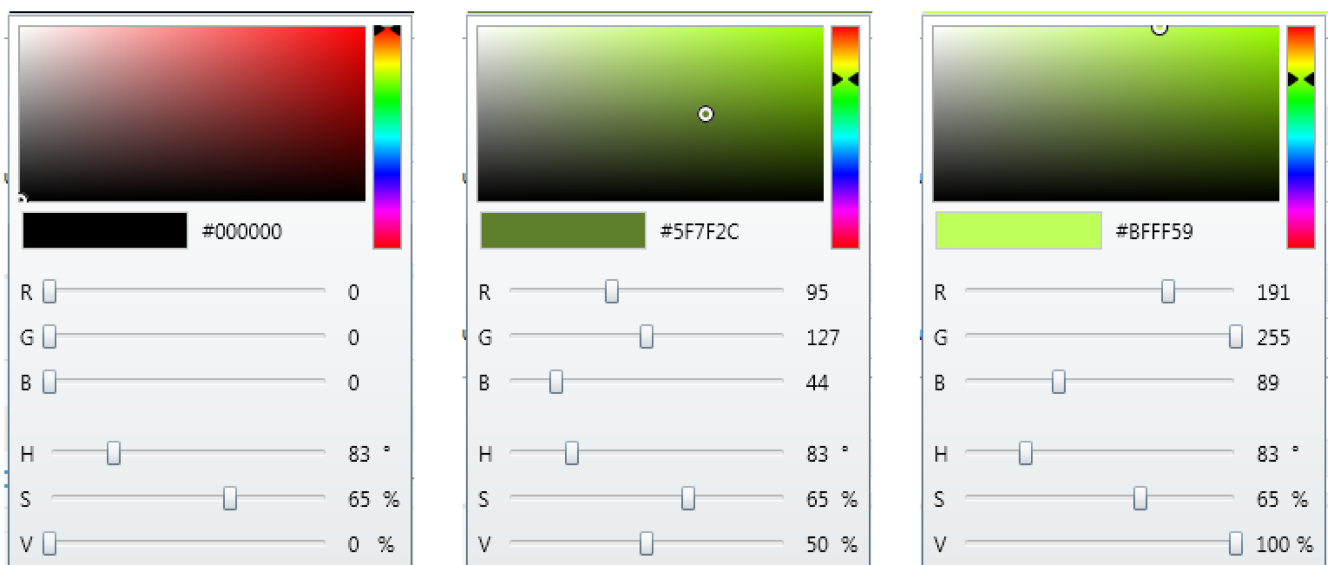 #000000
R 0
G 0
B 0
H 83 °
S 65 %
V 0 %
#5F7F2C
R 95
G 127
B 44
H 83 °
S 65 %
V 50 %
#BFFF59
R 191
G 255
B 89
H 83 °
S 65 %
V 100 %